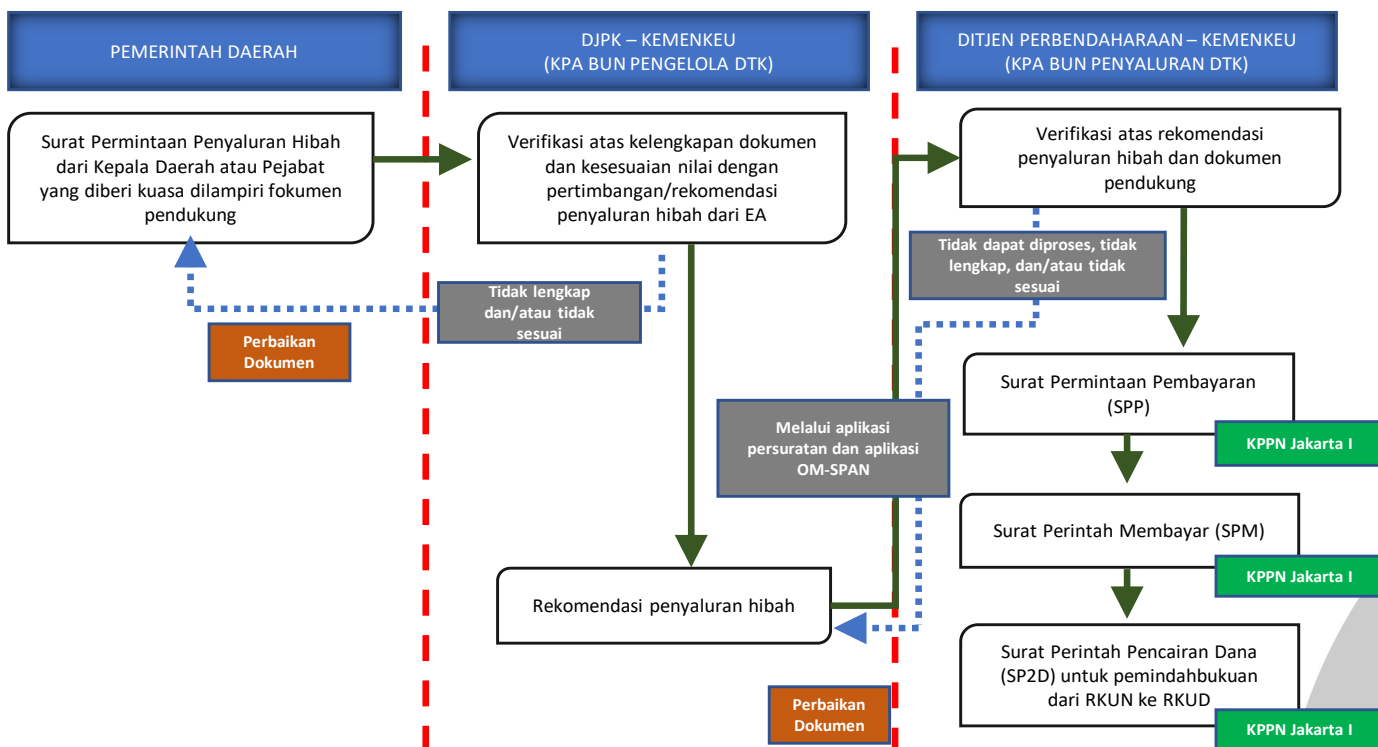 PEMERINTAH DAERAH
DJPK – KEMENKEU
(KPA BUN PENGELOLA DTK)
DITJEN PERBENDAHARAAN – KEMENKEU
(KPA BUN PENYALURAN DTK)
Surat Permintaan Penyaluran Hibah
dari Kepala Daerah atau Pejabat
yang diberi kuasa dilampiri fokumen
pendukung
Verifikasi atas kelengkapan dokumen
dan kesesuaian nilai dengan
pertimbangan/rekomendasi
penyaluran hibah dari EA
Verifikasi atas rekomendasi
penyaluran hibah dan dokumen
pendukung
Tidak dapat diproses, tidak
lengkap, dan/atau tidak
sesuai
Tidak lengkap
dan/atau tidak
sesuai
Perbaikan
Dokumen
Surat Permintaan Pembayaran
(SPP)
KPPN Jakarta I
Melalui aplikasi
persuratan dan aplikasi
OM-SPAN
Surat Perintah Membayar (SPM)
KPPN Jakarta I
Rekomendasi penyaluran hibah
Surat Perintah Pencairan Dana
(SP2D) untuk pemindahbukuan
dari RKUN ke RKUD
KPPN Jakarta I
Perbaikan
Dokumen